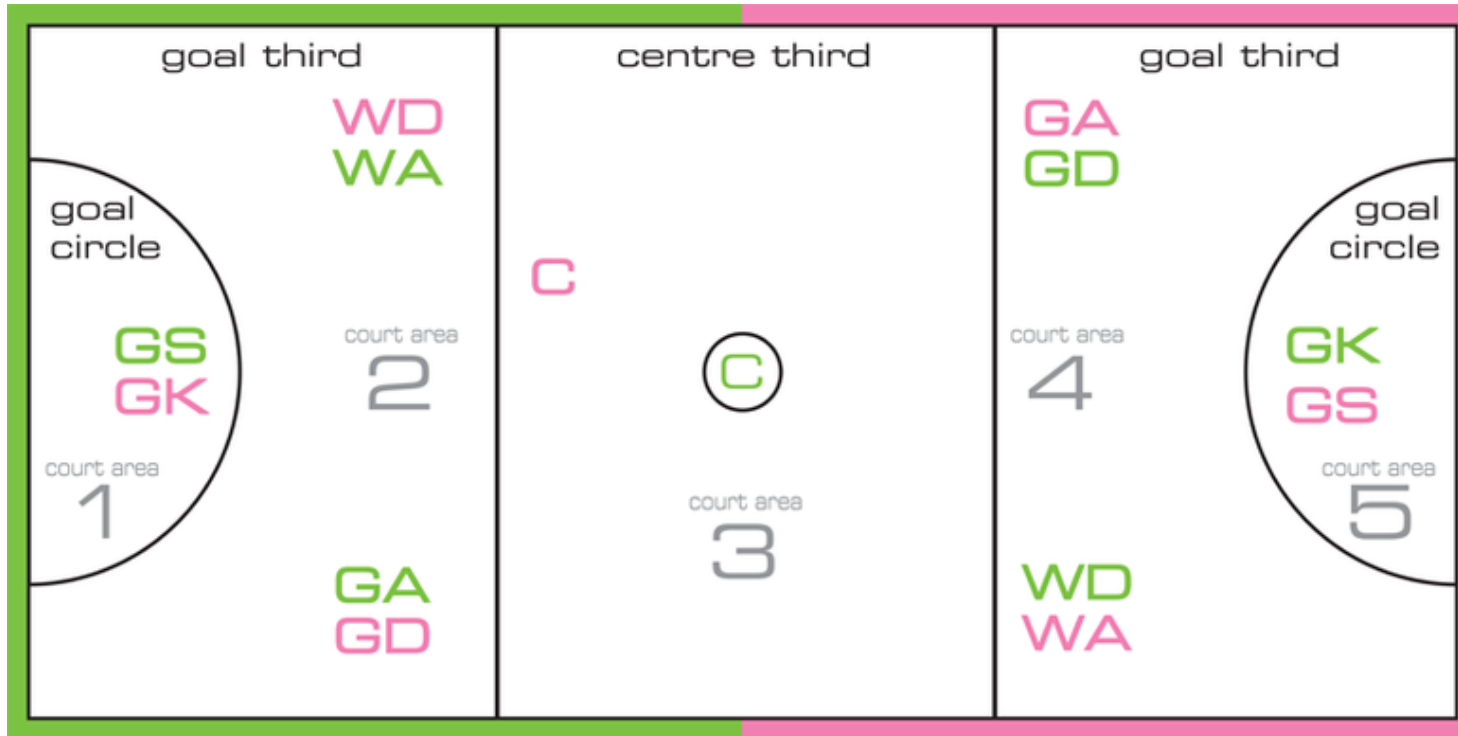 goal third
WD
WA
goal
circle
GS
GK
court area
1
court area
2
GA
GD
centre third
C
C
court area
3
goal third
GA
GD
goal
circle
court area
4
GK
GS
court area
5
WD
WA